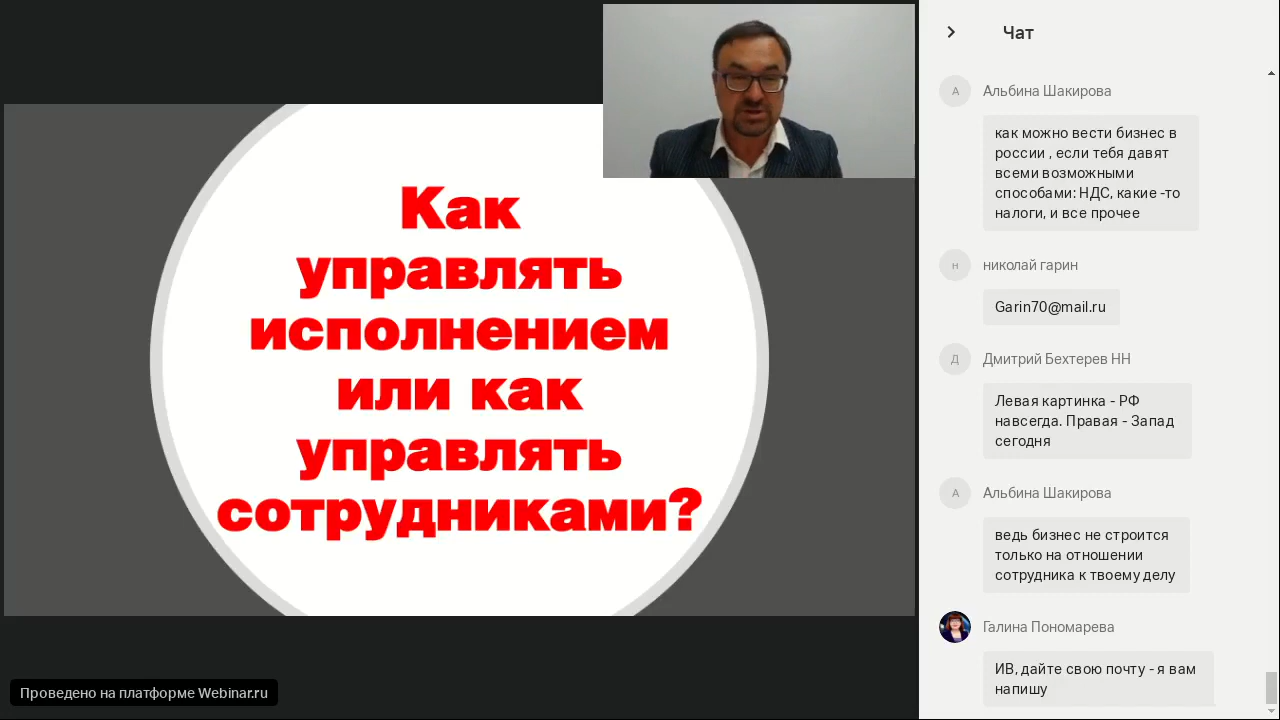 Как
управлять
исполнением
или как
управлять
сотрудниками?
Проведено на платформе Webinar.ru
Чат
А
Альбина Шакирова
как можно вести бизнес в
россии , если тебя давят
всеми возможными
способами: НДС, какие -то
налоги, и все прочее
н
николай гарин
Garin70@mail.ru
Д
Дмитрий Бехтерев НН
Левая картинка - РФ
навсегда. Правая - Запад
сегодня
А
Альбина Шакирова
ведь бизнес не строится
только на отношении
сотрудника к твоему делу
Галина Пономарева
ИВ, дайте свою почту - я вам
напишу